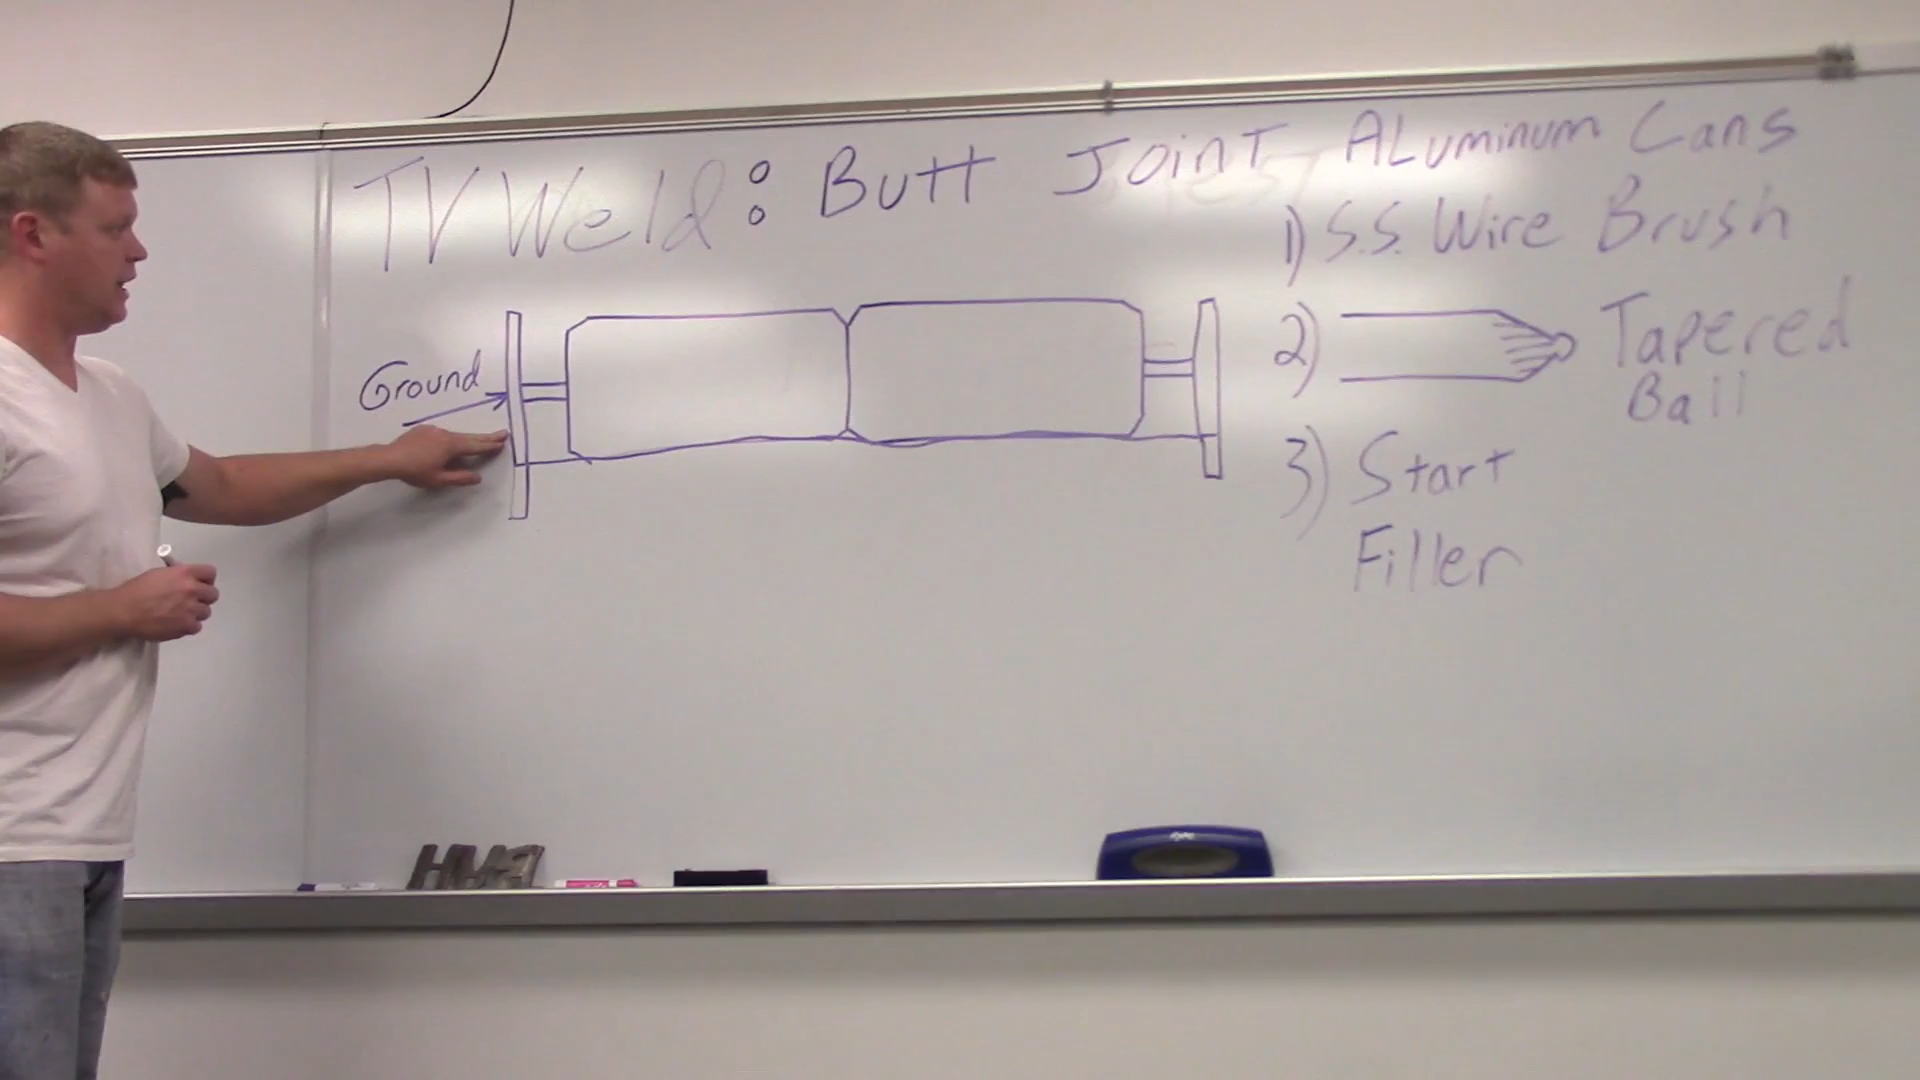 TV Weld: Butt Joint Aluminum Cans
1) S.S. Wire Brush
2) Tapered
Ball
3) Start
Filler
Ground